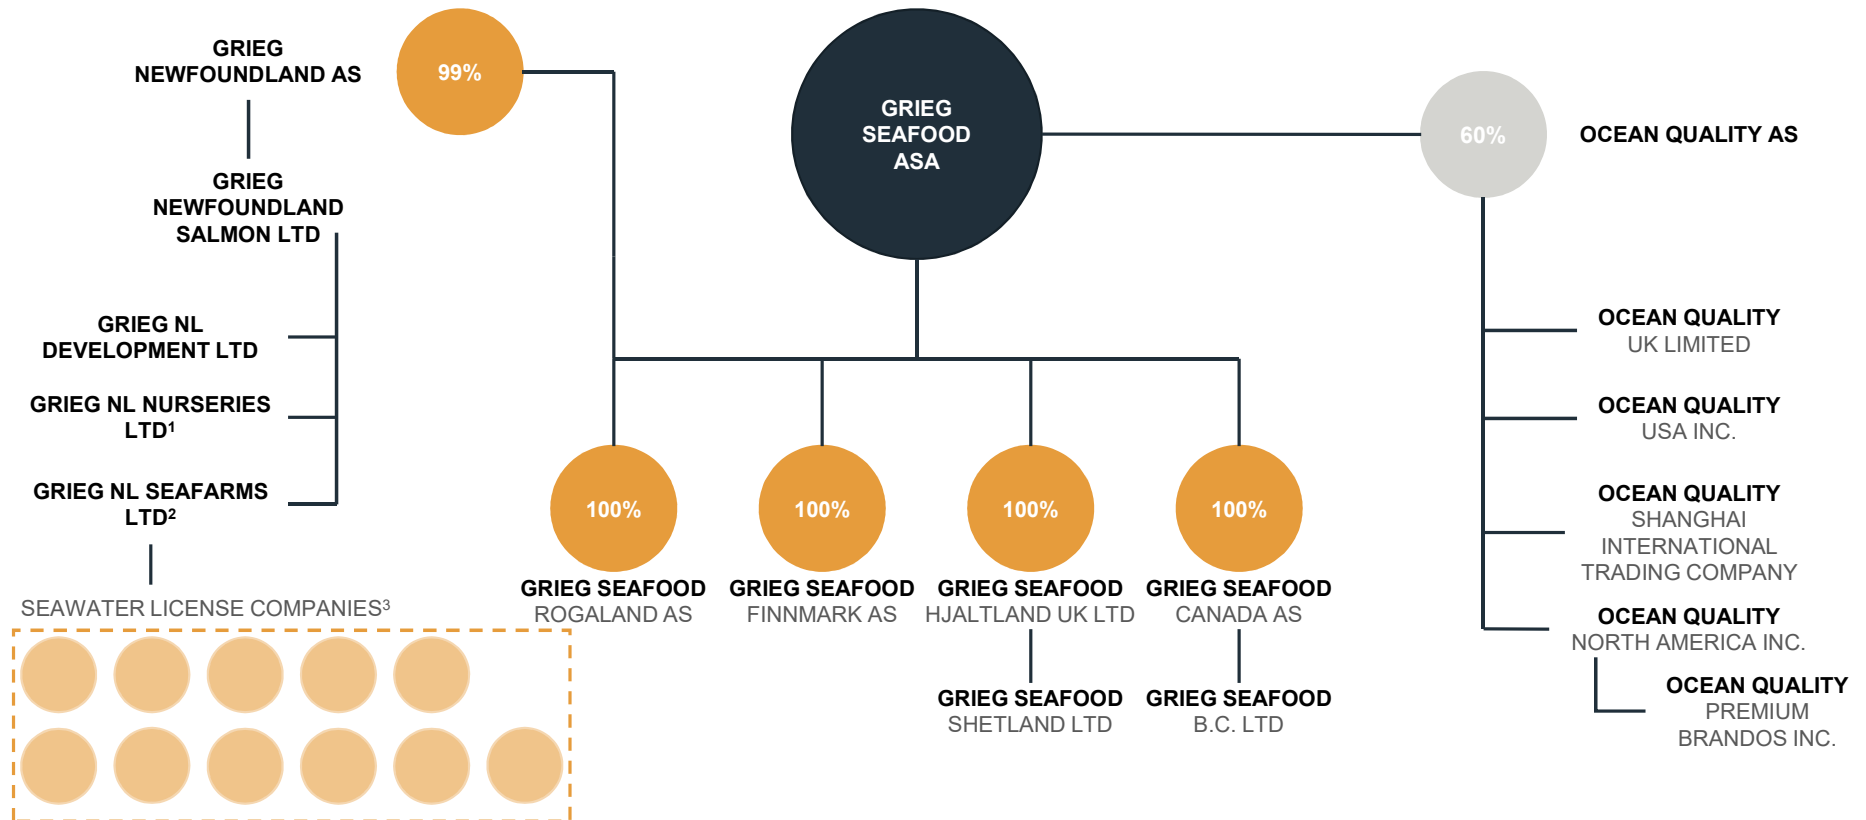 GRIEG
NEWFOUNDLAND AS
99%
GRIEG
NEWFOUNDLAND
SALMON LTD
GRIEG NL
DEVELOPMENT LTD
GRIEG NL NURSERIES
LTD¹
GRIEG NL SEAFARMS
LTD²
SEAWATER LICENSE COMPANIES³
GRIEG
SEAFOOD
ASA
100%
GRIEG SEAFOOD
ROGALAND AS
100%
GRIEG SEAFOOD
FINNMARK AS
100%
GRIEG SEAFOOD
HJALTLAND UK LTD
GRIEG SEAFOOD
SHETLAND LTD
100%
GRIEG SEAFOOD
CANADA AS
GRIEG SEAFOOD
B.C. LTD
60%
OCEAN QUALITY AS
OCEAN QUALITY
UK LIMITED
OCEAN QUALITY
USA INC.
OCEAN QUALITY
SHANGHAI
INTERNATIONAL
TRADING COMPANY
OCEAN QUALITY
NORTH AMERICA INC.
OCEAN QUALITY
PREMIUM
BRANDOS INC.